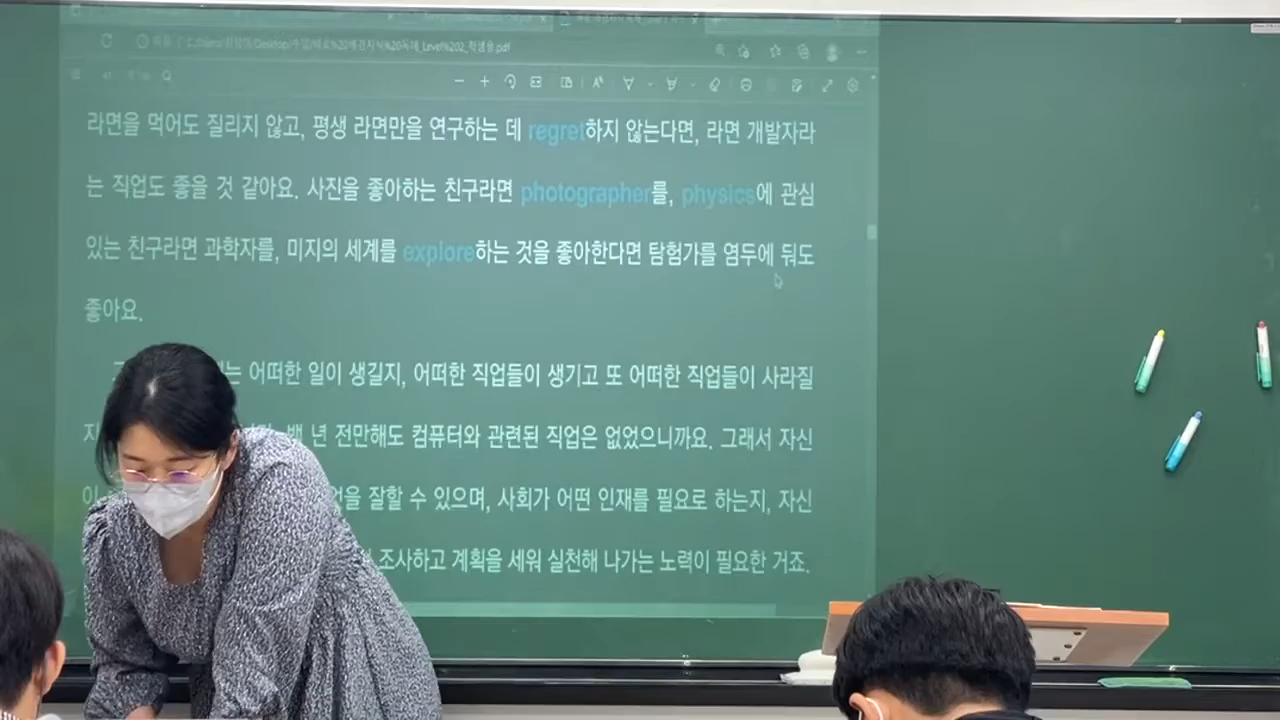 Desktop
Level%202_학생용.pdf
라면을 먹어도 질리지 않고, 평생 라면만을 연구하는 데 regret하지 않는다면, 라면 개발자라
는 직업도 좋을 것 같아요. 사진을 좋아하는 친구라면 photographer를, physics에 관심
있는 친구라면 과학자를, 미지의 세계를 explore하는 것을 좋아한다면 탐험가를 염두에 둬도
좋아요.
어떠한 일이 생길지, 어떠한 직업들이 생기고 또 어떠한 직업들이 사라질
백 년 전만해도 컴퓨터와 관련된 직업은 없었으니까요. 그래서 자신
잘할 수 있으며, 사회가 어떤 인재를 필요로 하는지, 자신
조사하고 계획을 세워 실천해 나가는 노력이 필요한 거죠.